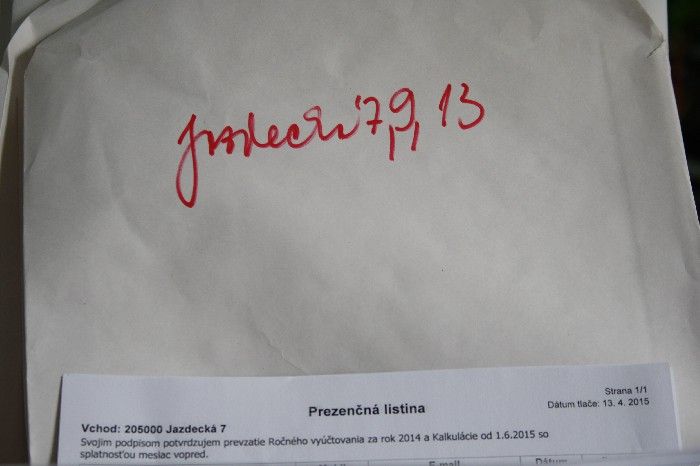 Jazdecká 7, 9, 13
Strana 1/1
Prezenčná listina
Dátum tlače: 13. 4. 2015
Vchod: 205000 Jazdecká 7
Svojim podpisom potvrdzujem prevzatie Ročného vyúčtovania za rok 2014 a Kalkulácie od 1.6.2015 so
splatnosťou mesiac vopred.